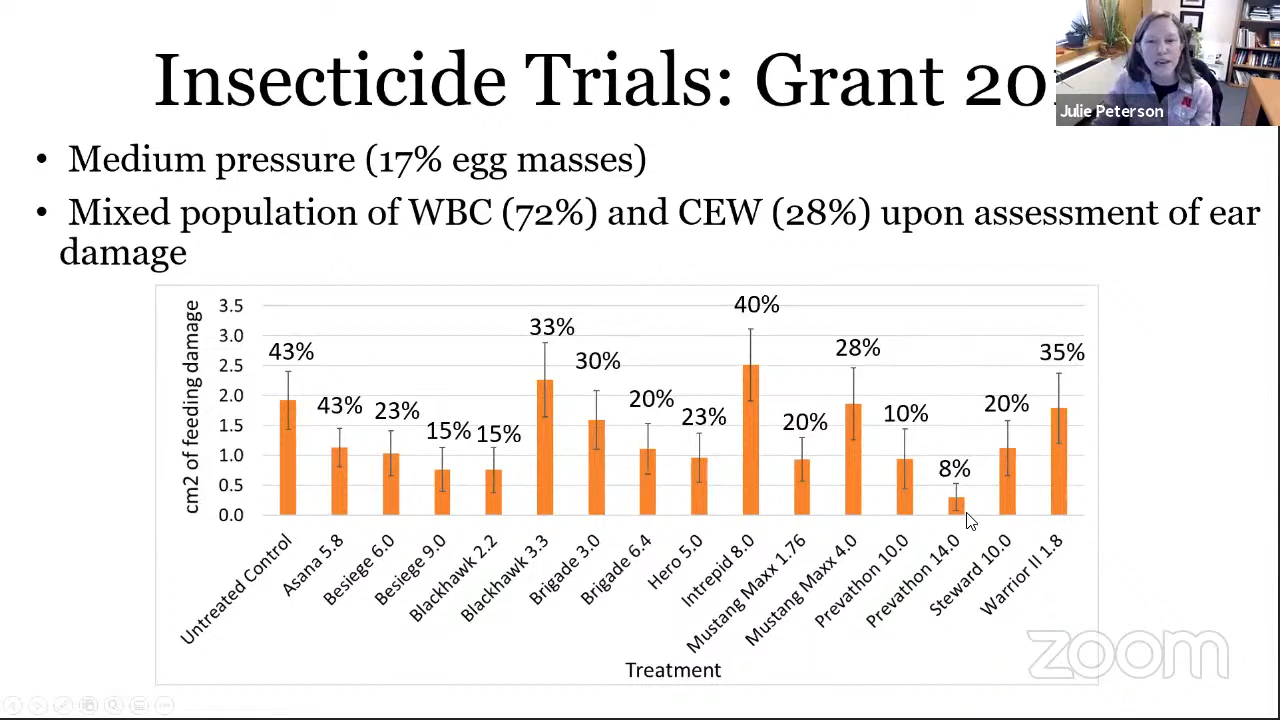 Insecticide Trials: Grant
Julie Peterson
• Medium pressure (17% egg masses)
• Mixed population of WBC (72%) and CEW (28%) upon assessment of ear
damage
cm2 of feeding damage
3.5
3.0
2.5
2.0
1.5
1.0
0.5
0.0
43%
43%
23%
15%
15%
33%
30%
20%
23%
40%
20%
28%
10%
8%
20%
35%
Untreated Control
Asana 5.8
Besiege 6.0
Besiege 9.0
Blackhawk 2.2
Blackhawk 3.3
Brigade 3.0
Brigade 6.4
Hero 5.0
Intrepid 8.0
Mustang Maxx 1.76
Mustang Maxx 4.0
Prevathon 10.0
Prevathon 14.0
Steward 10.0
Warrior II 1.8
Treatment
zoom